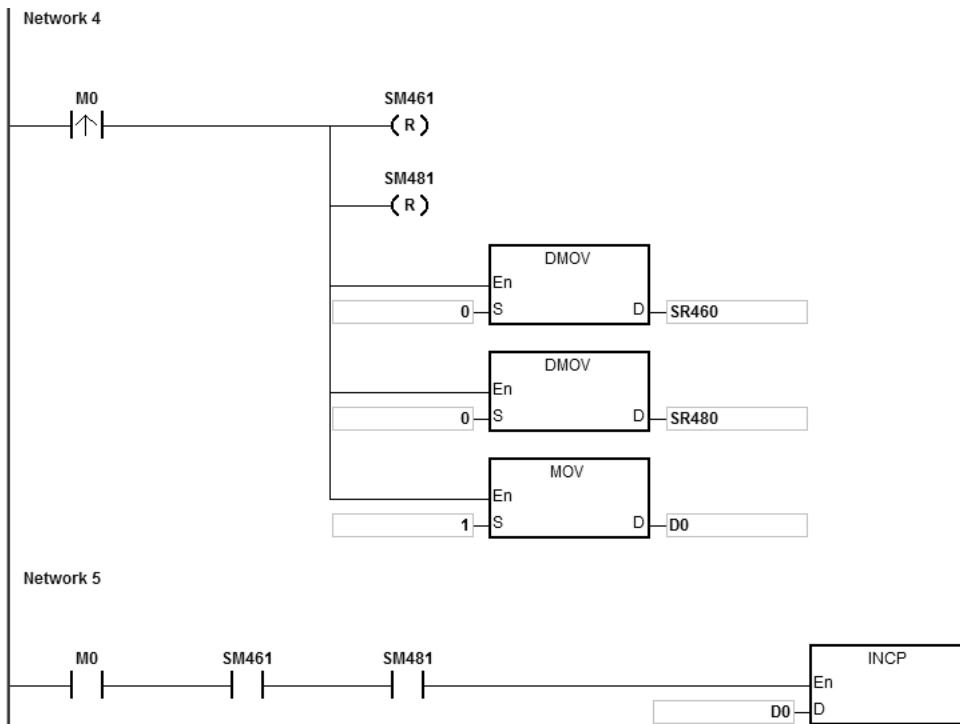 Network 4
M0 SM461
R
SM481
R
DMOV
En
0 S D SR460
DMOV
En
0 S D SR480
MOV
En
1 S D D0
Network 5
M0 SM461 SM481 INCP
En
D0 D